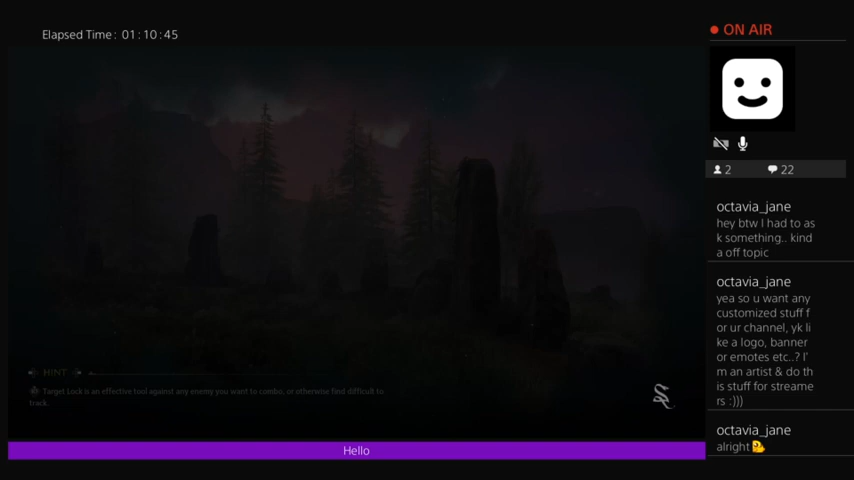 Elapsed Time: 01:10:45
ON AIR
2 22
octavia_jane
hey btw I had to as
k something.. kind
a off topic
octavia_jane
yea so u want any
customized stuff f
or ur channel, yk li
ke a logo, banner
or emotes etc..? I'
m an artist & do th
is stuff for streame
rs :)))
octavia_jane
alright🫡
HINT
Target Lock is an effective tool against any enemy you want to combo, or otherwise find difficult to
track.
Hello